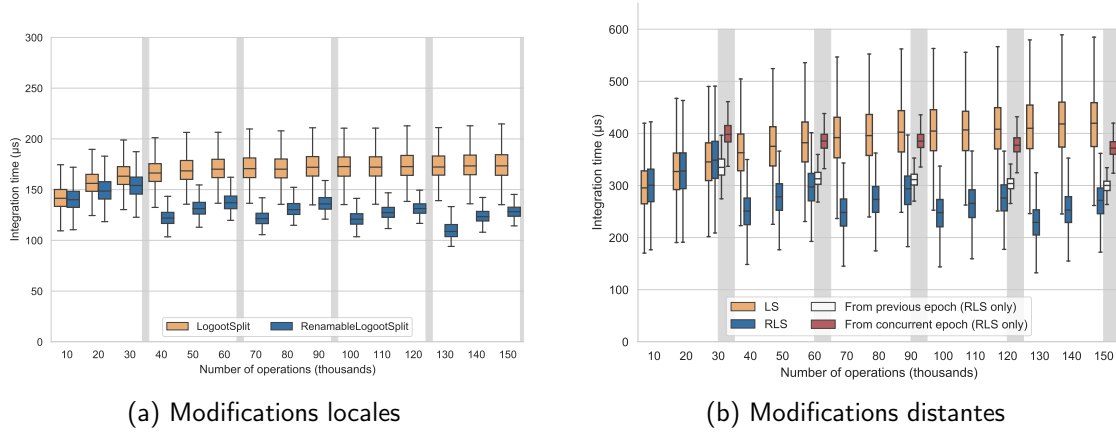 300
250
200
150
100
50
0
Integration time (μs)
LogootSplit
RenamableLogootSplit
10 20 30 40 50 60 70 80 90 100 110 120 130 140 150
Number of operations (thousands)
(a) Modifications locales
600
500
400
300
200
100
0
Integration time (μs)
LS
RLS
From previous epoch (RLS only)
From concurrent epoch (RLS only)
10 20 30 40 50 60 70 80 90 100 110 120 130 140 150
Number of operations (thousands)
(b) Modifications distantes